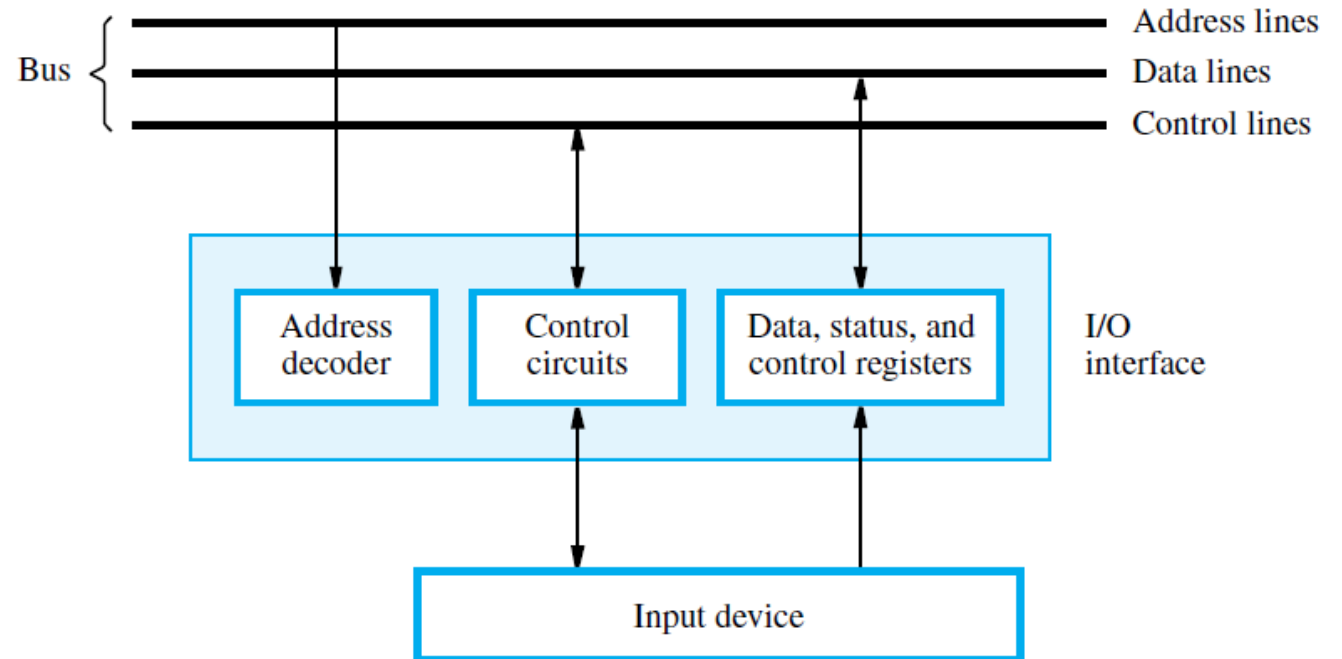 Address lines
Bus
Data lines
Control lines
Address
decoder
Control
circuits
Data, status, and
control registers
I/O
interface
Input device